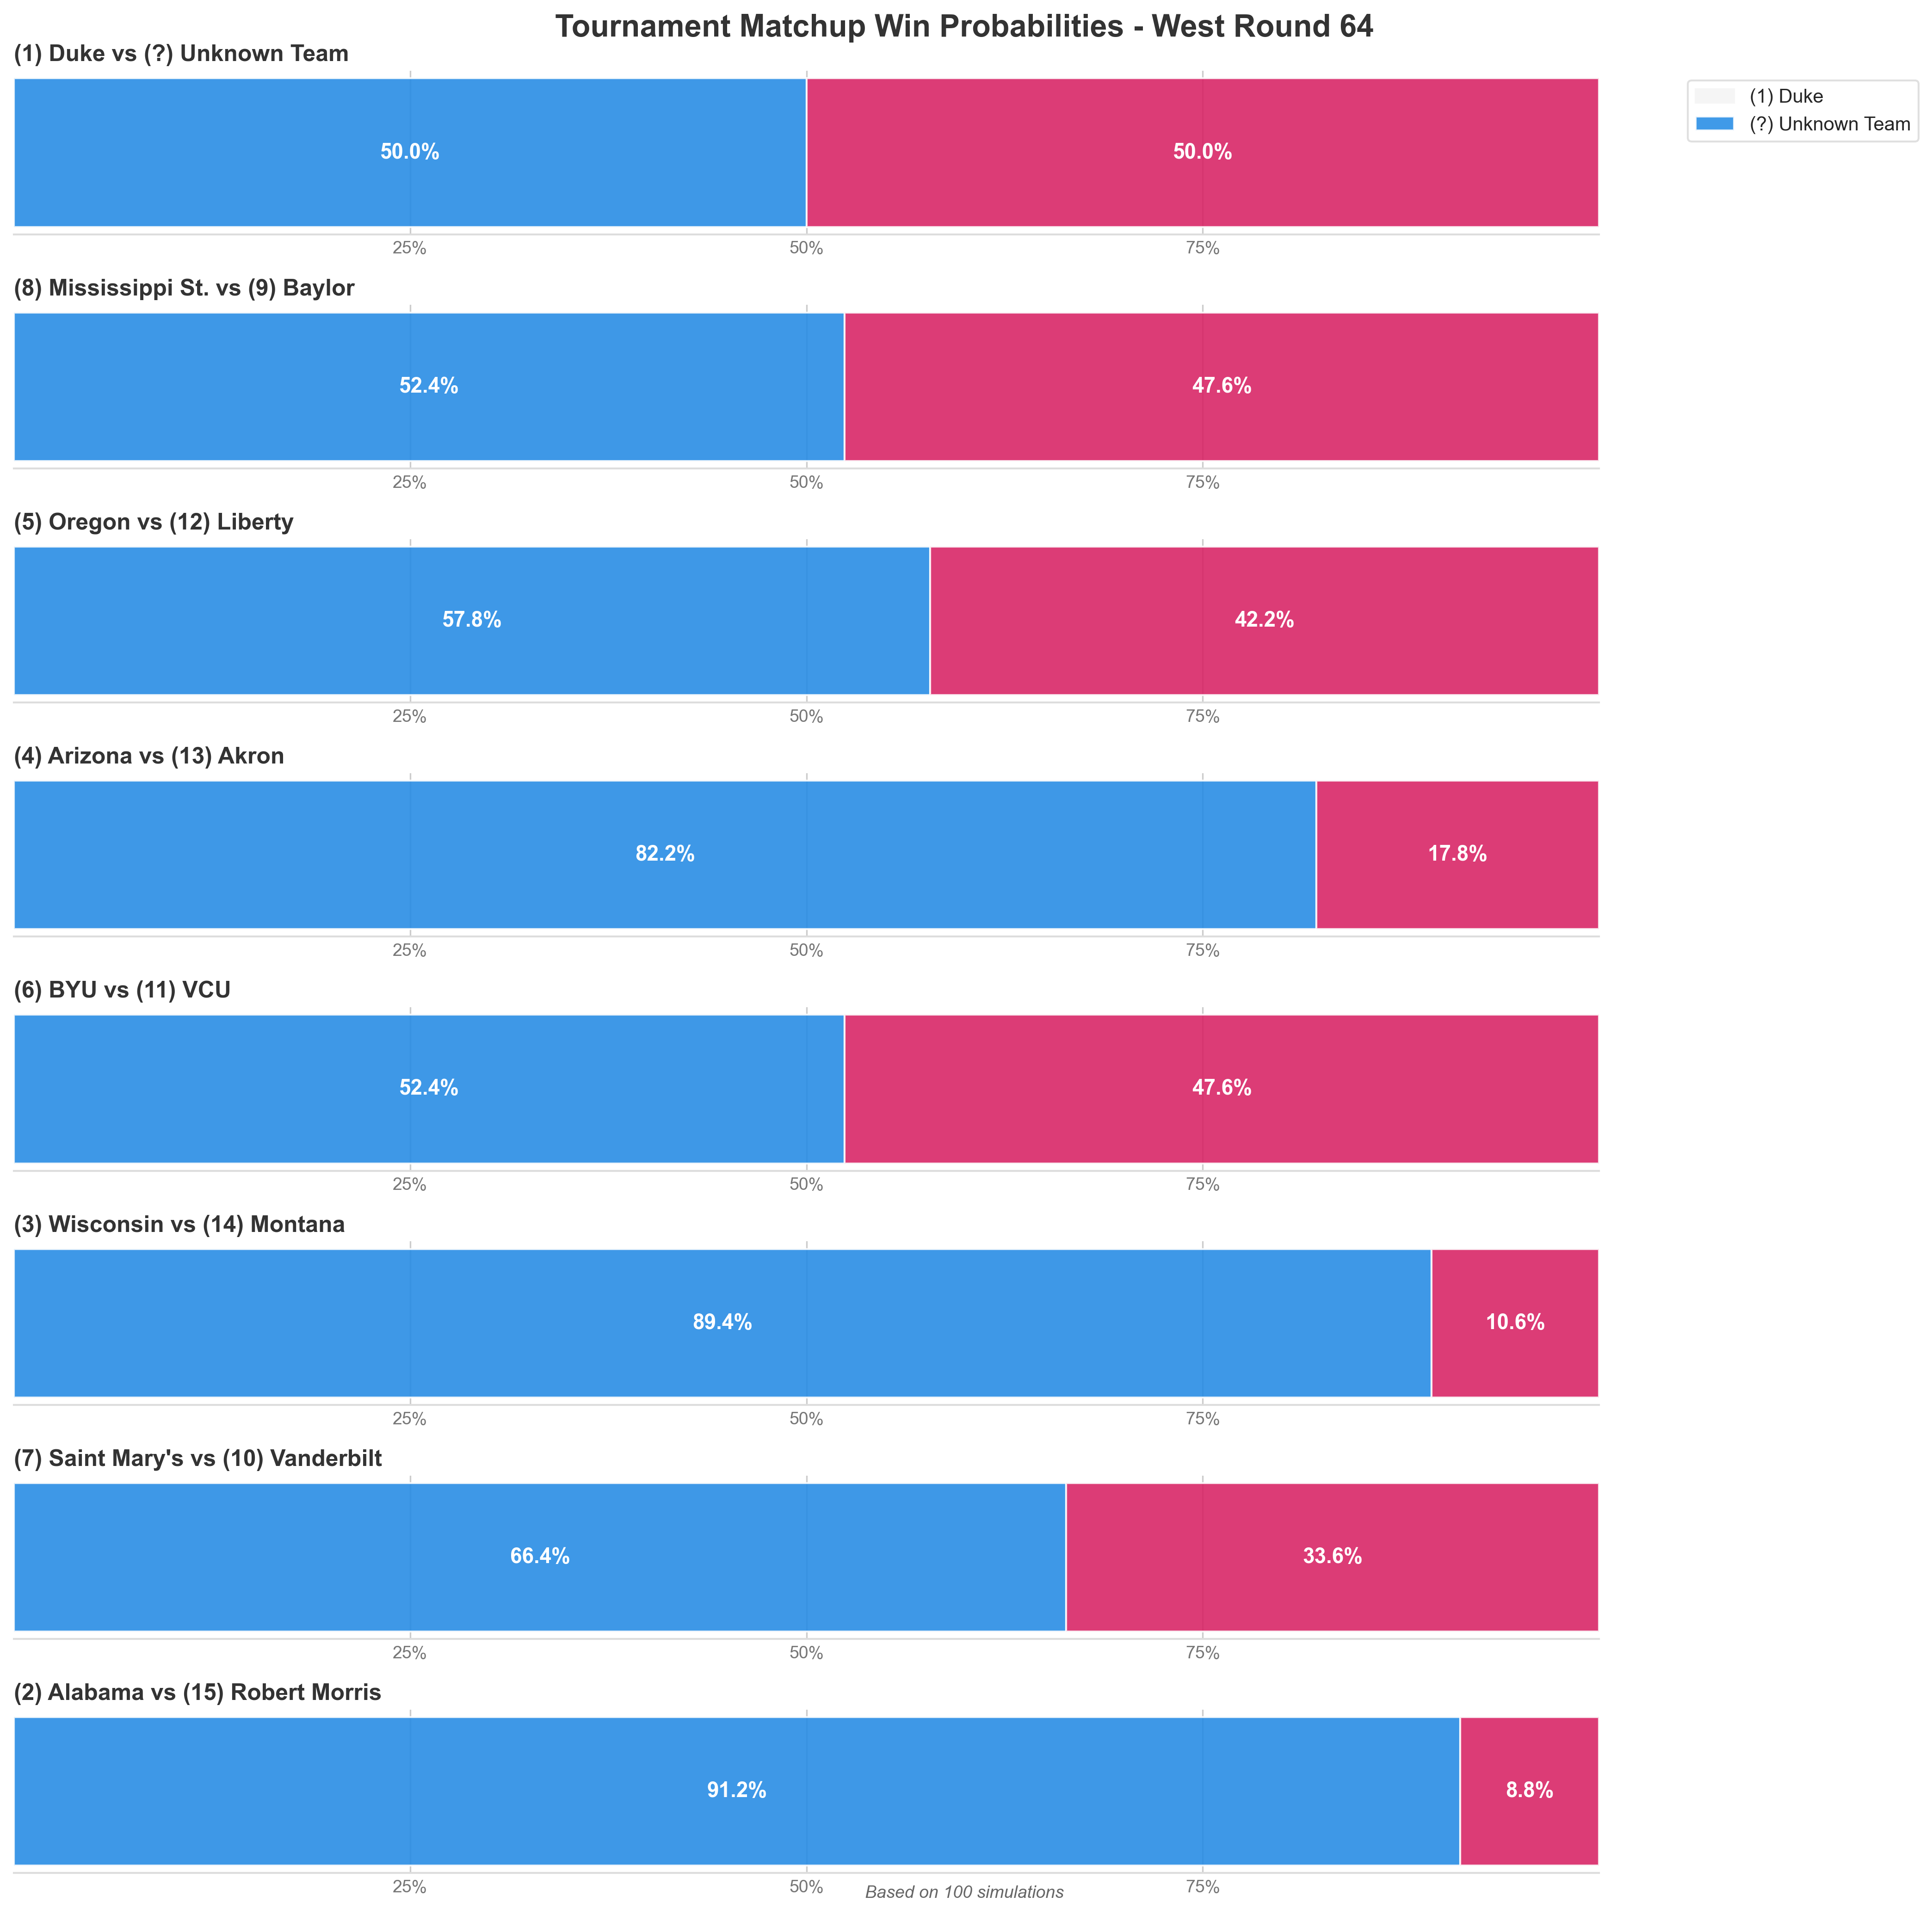 Tournament Matchup Win Probabilities - West Round 64
(1) Duke vs (?) Unknown Team
50.0% 50.0%
25% 50% 75%
(1) Duke
(?) Unknown Team
(8) Mississippi St. vs (9) Baylor
52.4% 47.6%
25% 50% 75%
(5) Oregon vs (12) Liberty
57.8% 42.2%
25% 50% 75%
(4) Arizona vs (13) Akron
82.2% 17.8%
25% 50% 75%
(6) BYU vs (11) VCU
52.4% 47.6%
25% 50% 75%
(3) Wisconsin vs (14) Montana
89.4% 10.6%
25% 50% 75%
(7) Saint Mary's vs (10) Vanderbilt
66.4% 33.6%
25% 50% 75%
(2) Alabama vs (15) Robert Morris
91.2% 8.8%
25% 50% 75%
Based on 100 simulations